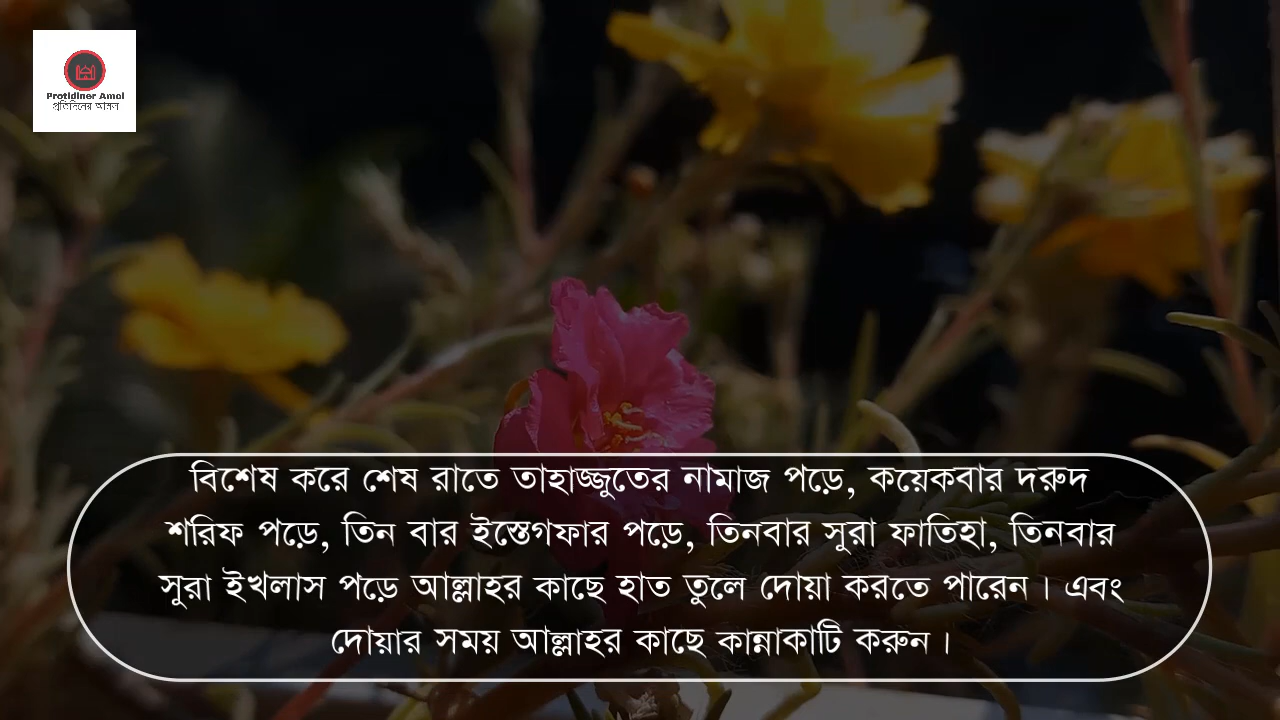 Protidiner Amol
প্রতিদিনের আমল
বিশেষ করে শেষ রাতে তাহাজ্জুতের নামাজ পড়ে, কয়েকবার দরুদ
শরিফ পড়ে, তিন বার ইস্তেগফার পড়ে, তিনবার সুরা ফাতিহা, তিনবার
সুরা ইখলাস পড়ে আল্লাহর কাছে হাত তুলে দোয়া করতে পারেন। এবং
দোয়ার সময় আল্লাহর কাছে কান্নাকাটি করুন।